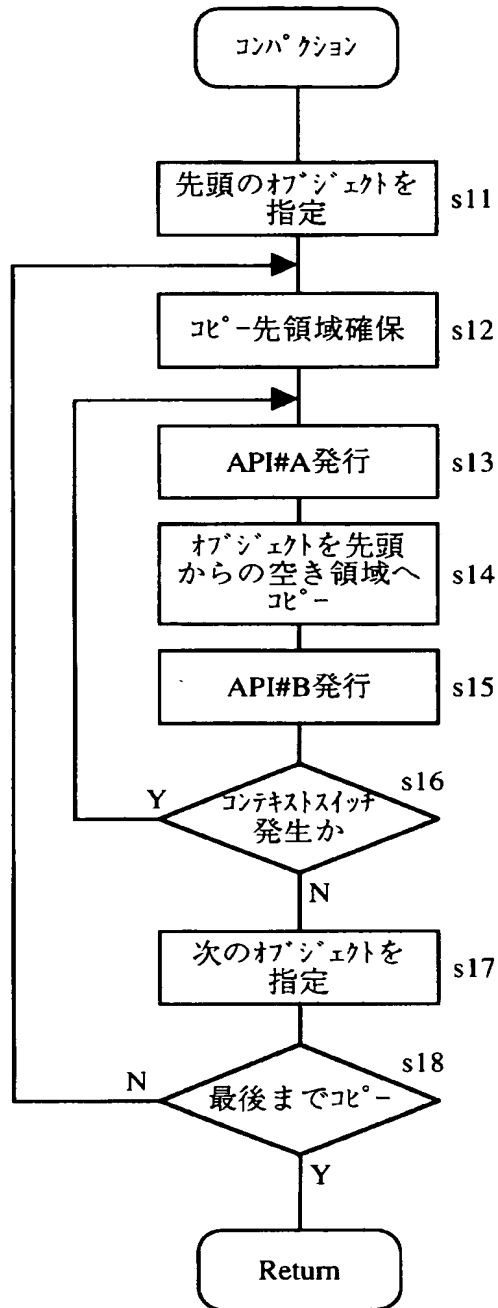 コンパクション
先頭のオブジェクトを
指定
s11
コピー先領域確保
s12
API#A発行
s13
オブジェクトを先頭
からの空き領域へ
コピー
s14
API#B発行
s15
コンテキストスイッチ
発生か
s16
Y
N
次のオブジェクトを
指定
s17
最後までコピー
s18
N
Y
Return